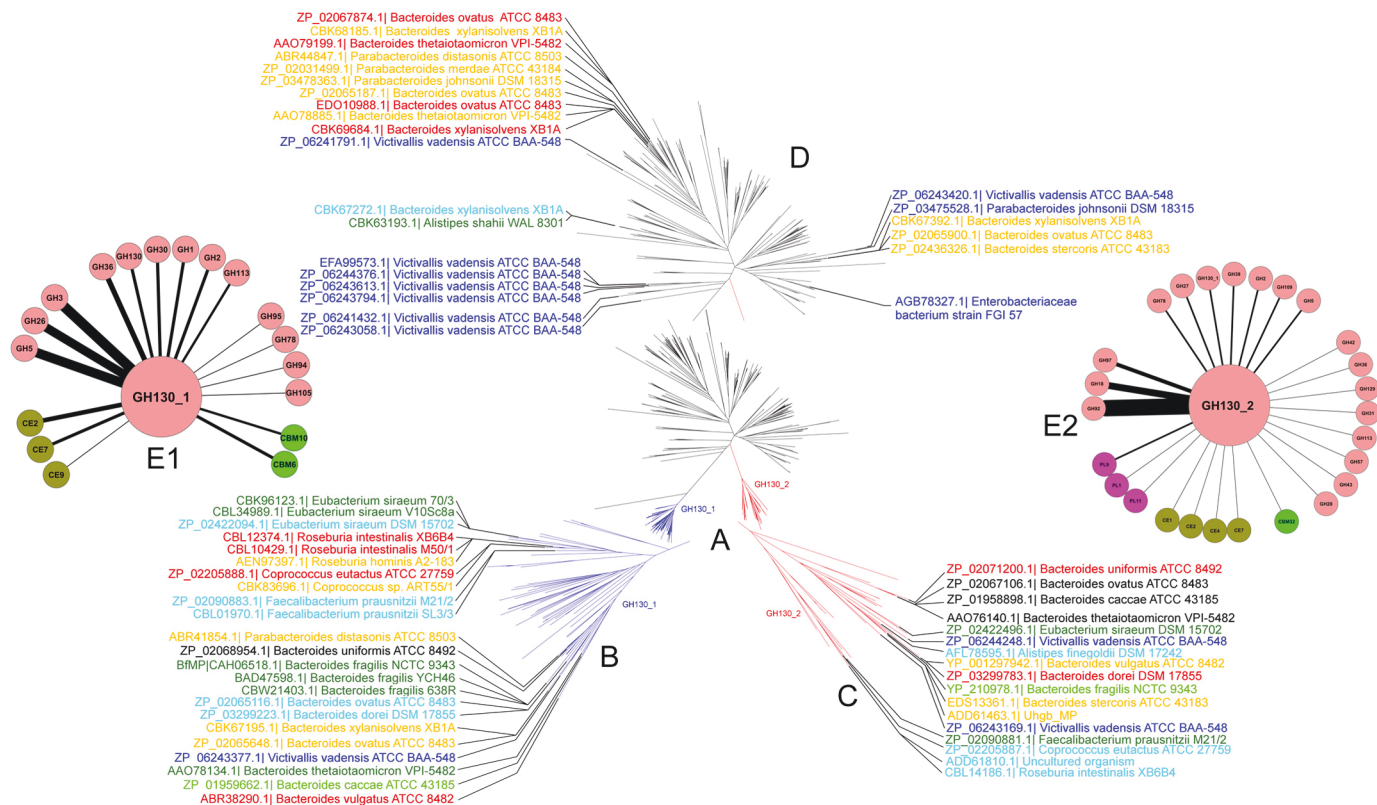 ZP_02067874.1| Bacteroides ovatus ATCC 8483
CBK68185.1| Bacteroides xylanisolvens XB1A
AAO79199.1| Bacteroides thetaiotaomicron VPI-5482
ABR44847.1| Parabacteroides distasonis ATCC 8503
ZP_02031499.1| Parabacteroides merdae ATCC 43184
ZP_03478363.1| Parabacteroides johnsonii DSM 18315
ZP_02065187.1| Bacteroides ovatus ATCC 8483
EDO10988.1| Bacteroides ovatus ATCC 8483
AAO78885.1| Bacteroides thetaiotaomicron VPI-5482
CBK69684.1| Bacteroides xylanisolvens XB1A
ZP_06241791.1| Victivallis vadensis ATCC BAA-548
D
CBK67272.1| Bacteroides xylanisolvens XB1A
CBK63193.1| Alistipes shahii WAL 8301
ZP_06243420.1| Victivallis vadensis ATCC BAA-548
ZP_03475528.1| Parabacteroides johnsonii DSM 18315
CBK67392.1| Bacteroides xylanisolvens XB1A
ZP_02065900.1| Bacteroides ovatus ATCC 8483
ZP_02436326.1| Bacteroides stercoris ATCC 43183
EFA99573.1| Victivallis vadensis ATCC BAA-548
ZP_06244376.1| Victivallis vadensis ATCC BAA-548
ZP_06243613.1| Victivallis vadensis ATCC BAA-548
ZP_06243794.1| Victivallis vadensis ATCC BAA-548
ZP_06241432.1| Victivallis vadensis ATCC BAA-548
ZP_06243058.1| Victivallis vadensis ATCC BAA-548
AGB78327.1| Enterobacteriaceae
bacterium strain FGI 57
GH5
GH26
GH3
GH36
GH130
GH30
GH1
GH2
GH113
GH95
GH78
GH94
GH105
GH130_1
CE2
CE7
CE9
CBM10
CBM6
E1
GH92
GH18
GH97
GH76
GH27
GH130_1
GH38
GH2
GH109
GH5
GH42
GH36
GH129
GH31
GH113
GH57
GH43
GH28
GH130_2
PL9
PL1
PL11
CE1
CE2
CE4
CE7
CBM32
E2
GH130_2
GH130_1
A
CBK96123.1| Eubacterium siraeum 70/3
CBL34989.1| Eubacterium siraeum V10Sc8a
ZP_02422094.1| Eubacterium siraeum DSM 15702
CBL12374.1| Roseburia intestinalis XB6B4
CBL10429.1| Roseburia intestinalis M50/1
AEN97397.1| Roseburia hominis A2-183
ZP_02205888.1| Coprococcus eutactus ATCC 27759
CBK83696.1| Coprococcus sp. ART55/1
ZP_02090883.1| Faecalibacterium prausnitzii M21/2
CBL01970.1| Faecalibacterium prausnitzii SL3/3
GH130_1
ABR41854.1| Parabacteroides distasonis ATCC 8503
ZP_02068954.1| Bacteroides uniformis ATCC 8492
BfMP|CAH06518.1| Bacteroides fragilis NCTC 9343
BAD47598.1| Bacteroides fragilis YCH46
CBW21403.1| Bacteroides fragilis 638R
ZP_02065116.1| Bacteroides ovatus ATCC 8483
ZP_03299223.1| Bacteroides dorei DSM 17855
CBK67195.1| Bacteroides xylanisolvens XB1A
ZP_02065648.1| Bacteroides ovatus ATCC 8483
ZP_06243377.1| Victivallis vadensis ATCC BAA-548
AAO78134.1| Bacteroides thetaiotaomicron VPI-5482
ZP_01959662.1| Bacteroides caccae ATCC 43185
ABR38290.1| Bacteroides vulgatus ATCC 8482
B
GH130_2
C
ZP_02071200.1| Bacteroides uniformis ATCC 8492
ZP_02067106.1| Bacteroides ovatus ATCC 8483
ZP_01958898.1| Bacteroides caccae ATCC 43185
AAO76140.1| Bacteroides thetaiotaomicron VPI-5482
ZP_02422496.1| Eubacterium siraeum DSM 15702
ZP_06244248.1| Victivallis vadensis ATCC BAA-548
AFL78595.1| Alistipes finegoldii DSM 17242
YP_001297942.1| Bacteroides vulgatus ATCC 8482
ZP_03299783.1| Bacteroides dorei DSM 17855
YP_210978.1| Bacteroides fragilis NCTC 9343
EDS13361.1| Bacteroides stercoris ATCC 43183
ADD61463.1| Uhgb_MP
ZP_06243169.1| Victivallis vadensis ATCC BAA-548
ZP_02090881.1| Faecalibacterium prausnitzii M21/2
ZP_02205887.1| Coprococcus eutactus ATCC 27759
ADD61810.1| Uncultured organism
CBL14186.1| Roseburia intestinalis XB6B4